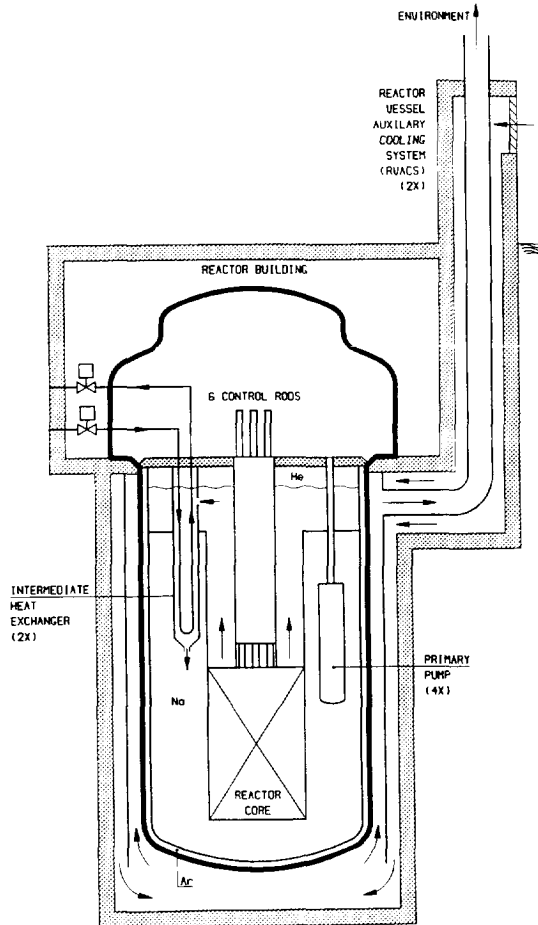 ENVIRONMENT
REACTOR
VESSEL
AUXILARY
COOLING
SYSTEM
(RVACS)
(2X)
REACTOR BUILDING
6 CONTROL RODS
He
INTERMEDIATE
HEAT
EXCHANGER
(2X)
PRIMARY
PUMP
(4X)
Na
REACTOR
CORE
Ar